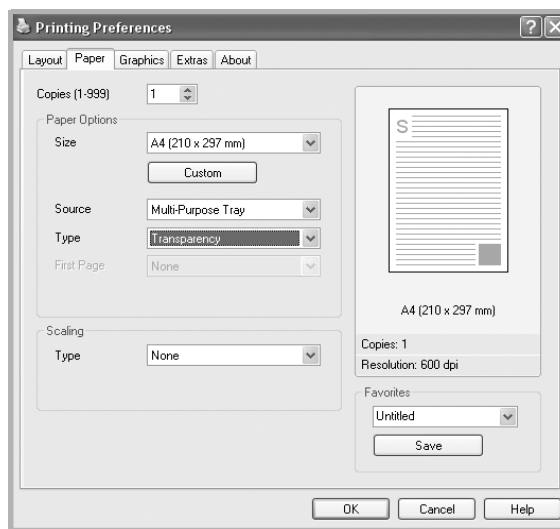 Printing Preferences
Layout Paper Graphics Extras About
Copies (1-999) 1
Paper Options
Size A4 (210 x 297 mm)
Custom
Source Multi-Purpose Tray
Type Transparency
First Page None
Scaling
Type None
S
A4 (210 x 297 mm)
Copies: 1
Resolution: 600 dpi
Favorites
Untitled
Save
OK Cancel Help